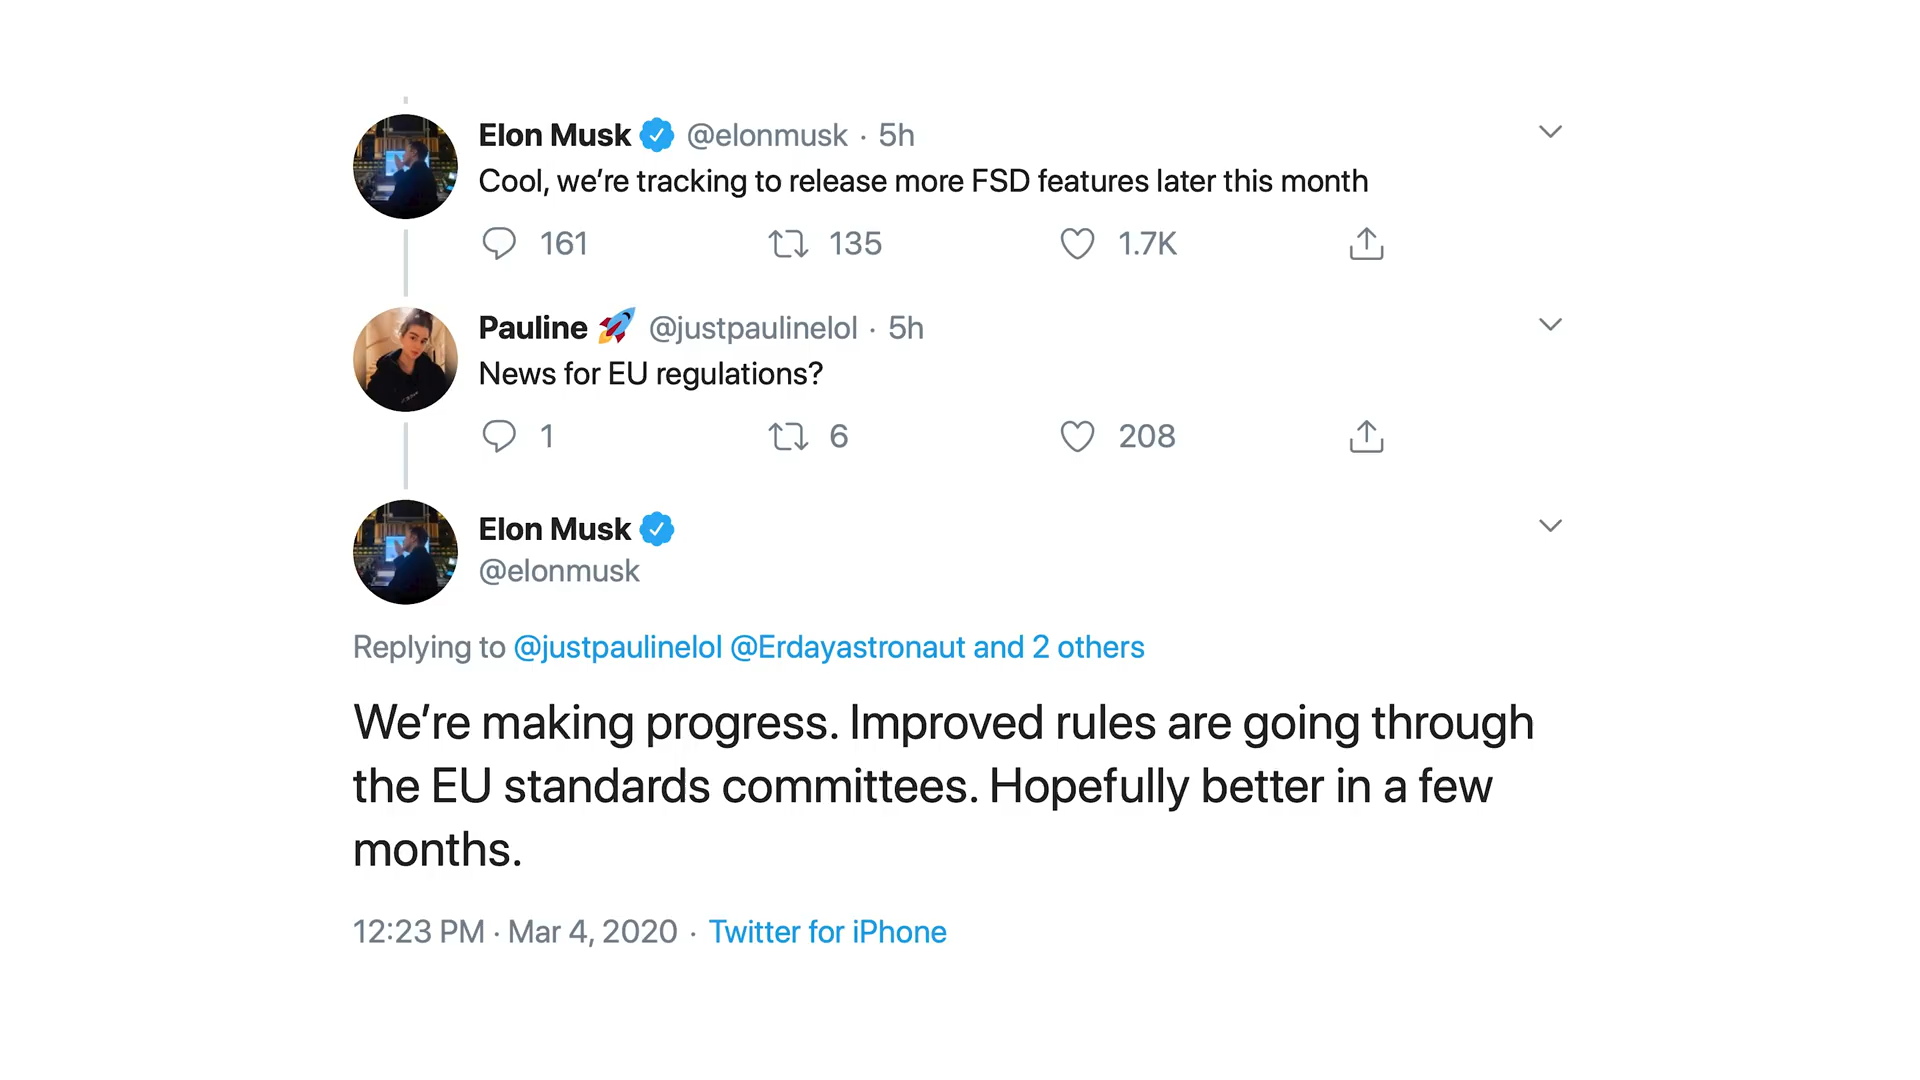 Elon Musk @elonmusk · 5h
Cool, we're tracking to release more FSD features later this month
161 135 1.7K
Pauline 🚀 @justpaulinelol · 5h
News for EU regulations?
1 6 208
Elon Musk
@elonmusk
Replying to @justpaulinelol @Erdayastronaut and 2 others
We're making progress. Improved rules are going through
the EU standards committees. Hopefully better in a few
months.
12:23 PM · Mar 4, 2020 · Twitter for iPhone